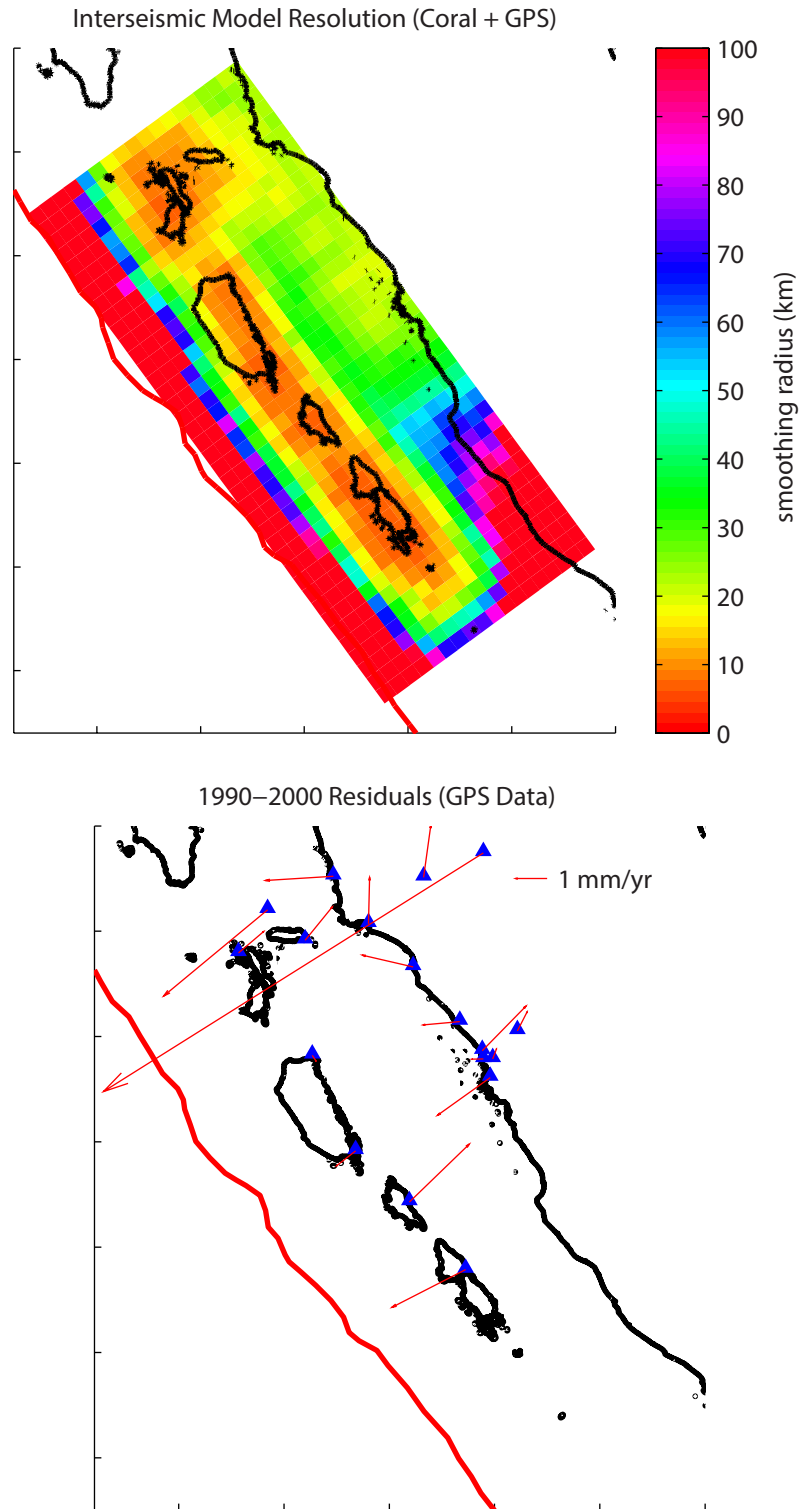 Interseismic Model Resolution (Coral + GPS)
100
90
80
70
60
50
40
30
20
10
0
smoothing radius (km)
1990–2000 Residuals (GPS Data)
1 mm/yr